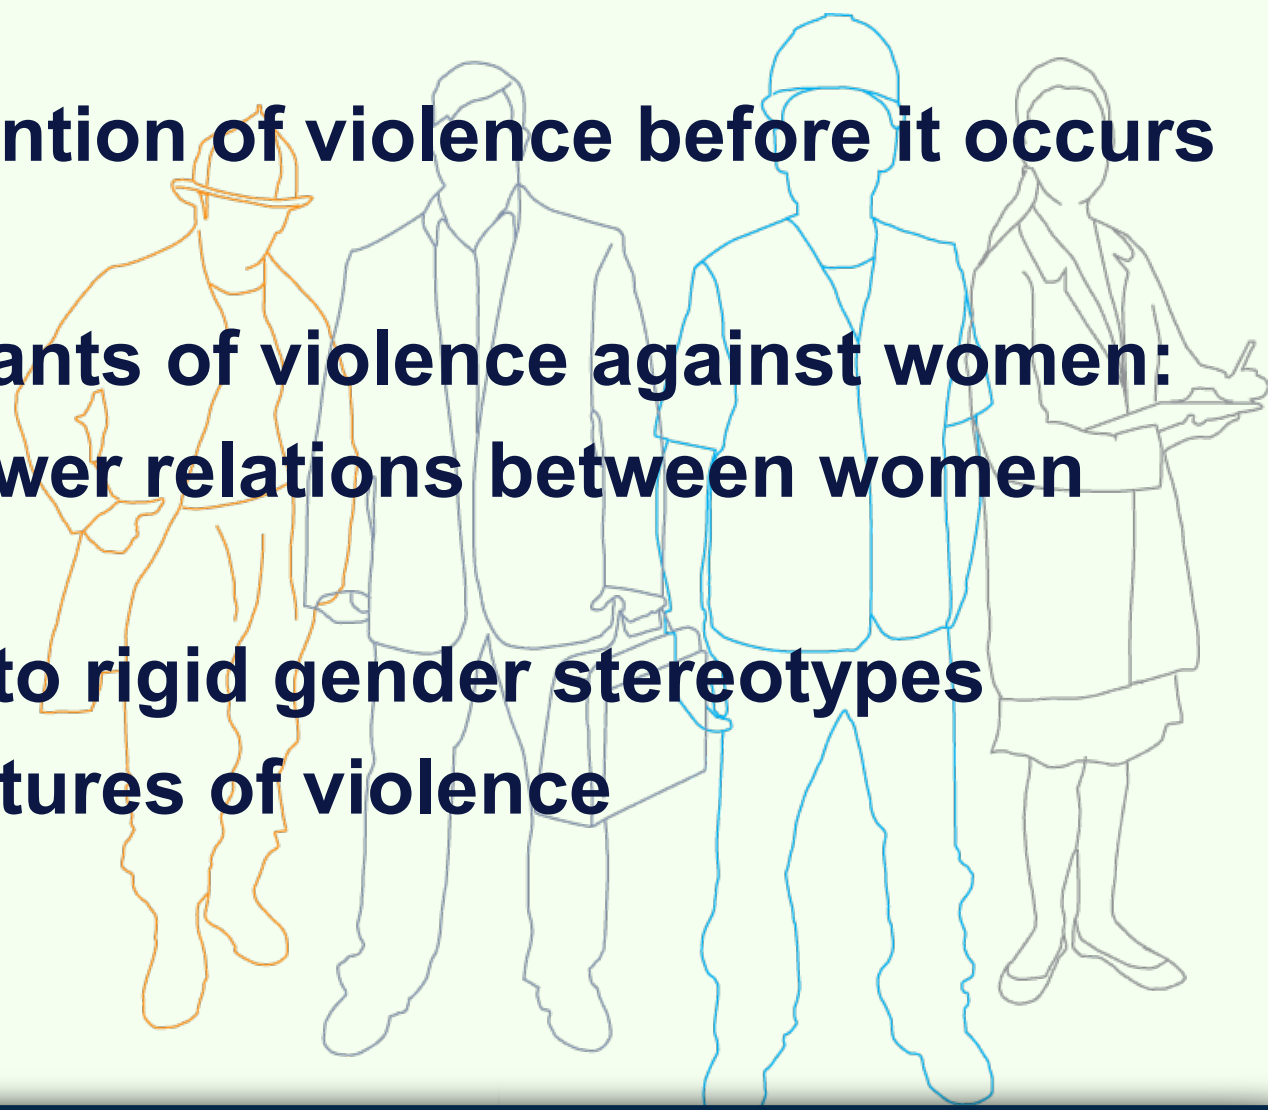 ntion of violence before it occurs
ants of violence against women:
wer relations between women
to rigid gender stereotypes
tures of violence